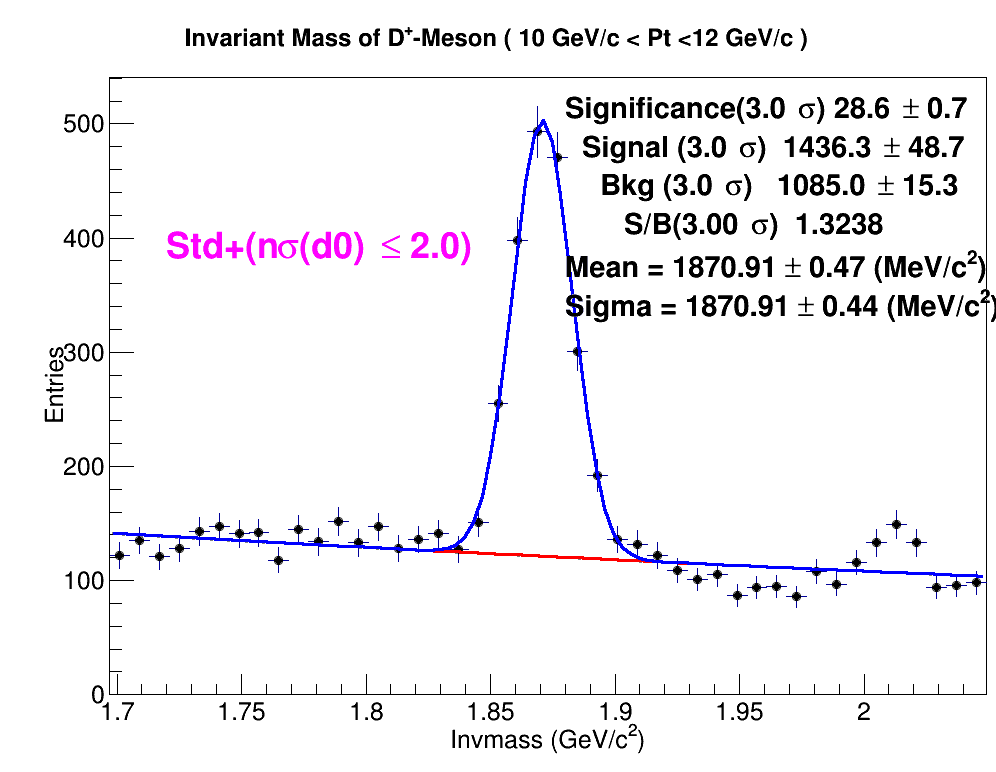 Invariant Mass of D⁺-Meson ( 10 GeV/c < Pt <12 GeV/c )
Significance(3.0 σ) 28.6 ± 0.7
Signal (3.0 σ) 1436.3 ± 48.7
Bkg (3.0 σ) 1085.0 ± 15.3
S/B(3.00 σ) 1.3238
Mean = 1870.91 ± 0.47 (MeV/c²)
Sigma = 1870.91 ± 0.44 (MeV/c²)
Std+(nσ(d0) ≤ 2.0)
Entries
500
400
300
200
100
0
1.7 1.75 1.8 1.85 1.9 1.95 2
Invmass (GeV/c²)